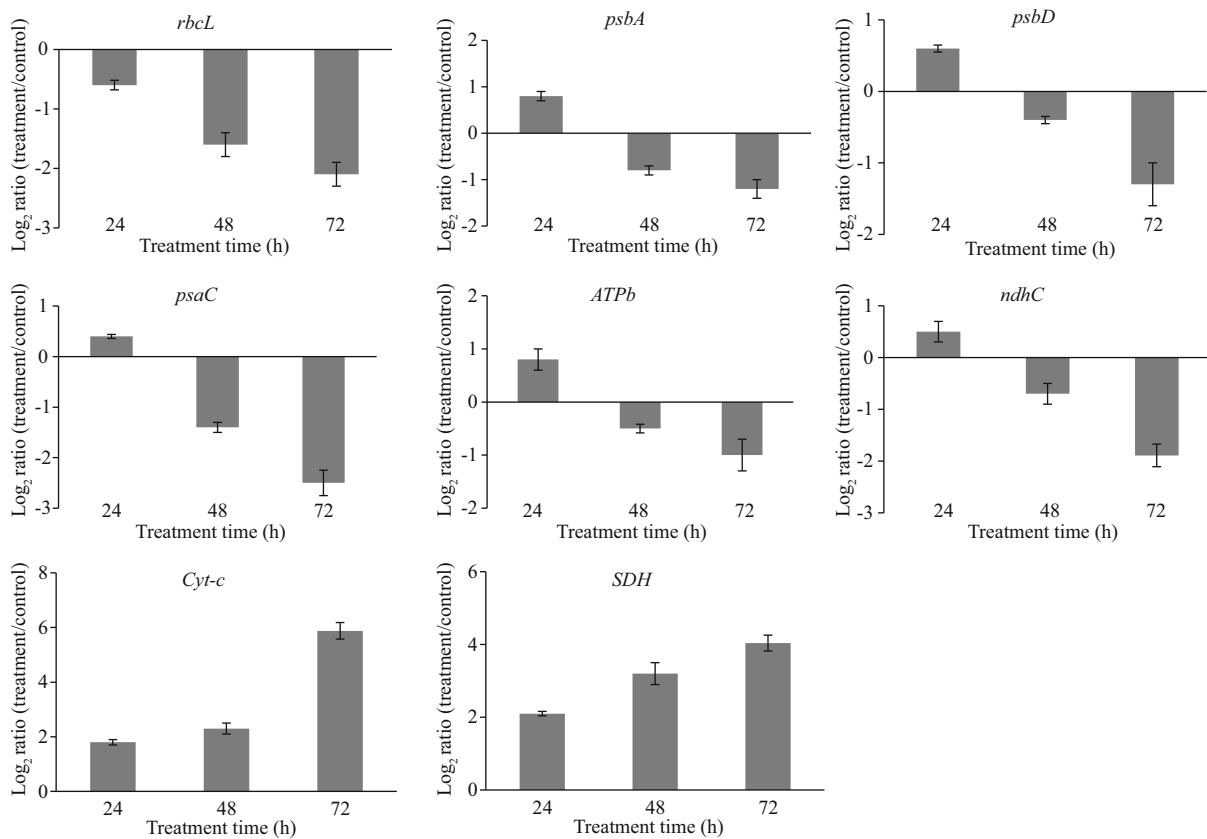 rbcL
Log₂ ratio (treatment/control)
0
-1
-2
-3
24 48 72
Treatment time (h)
psbA
Log₂ ratio (treatment/control)
2
1
0
-1
-2
24 48 72
Treatment time (h)
psbD
Log₂ ratio (treatment/control)
1
0
-1
-2
24 48 72
Treatment time (h)
psaC
Log₂ ratio (treatment/control)
1
0
-1
-2
-3
24 48 72
Treatment time (h)
ATPb
Log₂ ratio (treatment/control)
2
1
0
-1
-2
24 48 72
Treatment time (h)
ndhC
Log₂ ratio (treatment/control)
1
0
-1
-2
-3
24 48 72
Treatment time (h)
Cyt-c
Log₂ ratio (treatment/control)
8
6
4
2
0
24 48 72
Treatment time (h)
SDH
Log₂ ratio (treatment/control)
6
4
2
0
24 48 72
Treatment time (h)